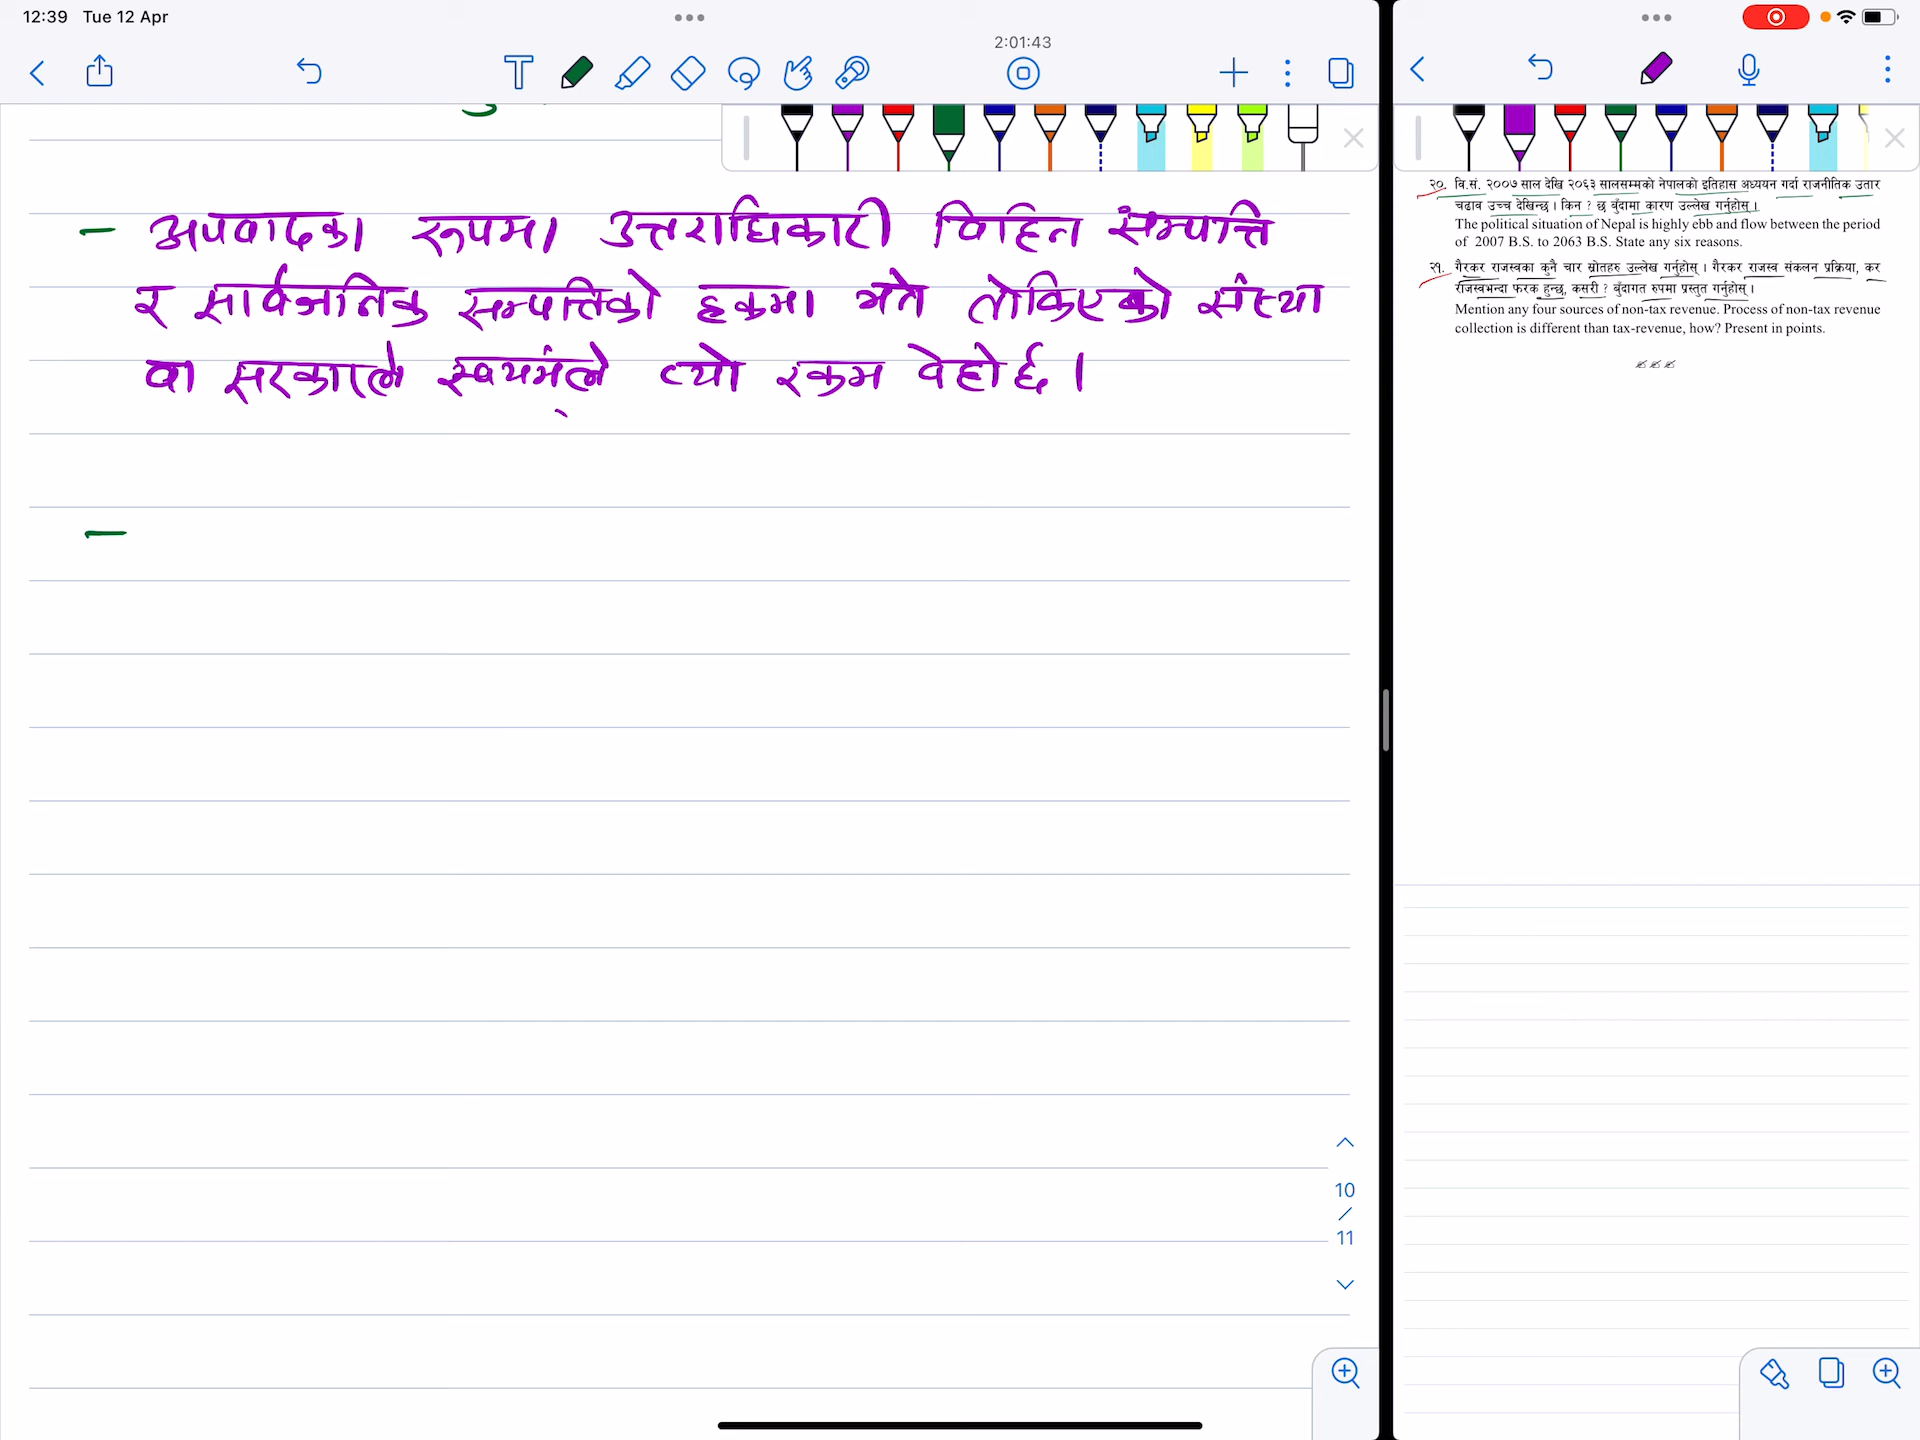 12:39 Tue 12 Apr
2:01:43
– अपवादका रूपमा उत्तराधिकारी विहिन संम्पत्ति
र सार्वजनिक सम्पत्तिको हकमा भने तोकिएको संस्था
वा सरकारले स्वयंमले त्यो रकम वेहोर्छ ।
–
10
/
11
२०. वि.सं. २००७ साल देखि २०६३ सालसम्मको नेपालको इतिहास अध्ययन गर्दा राजनीतिक उतार
चढाव उच्च देखिन्छ । किन ? छ बुँदामा कारण उल्लेख गर्नुहोस् ।
The political situation of Nepal is highly ebb and flow between the period
of 2007 B.S. to 2063 B.S. State any six reasons.
२१. गैरकर राजस्वका कुनै चार स्रोतहरु उल्लेख गर्नुहोस् । गैरकर राजस्व संकलन प्रक्रिया, कर
राजस्वभन्दा फरक हुन्छ, कसरी ? बुँदागत रुपमा प्रस्तुत गर्नुहोस् ।
Mention any four sources of non-tax revenue. Process of non-tax revenue
collection is different than tax-revenue, how? Present in points.